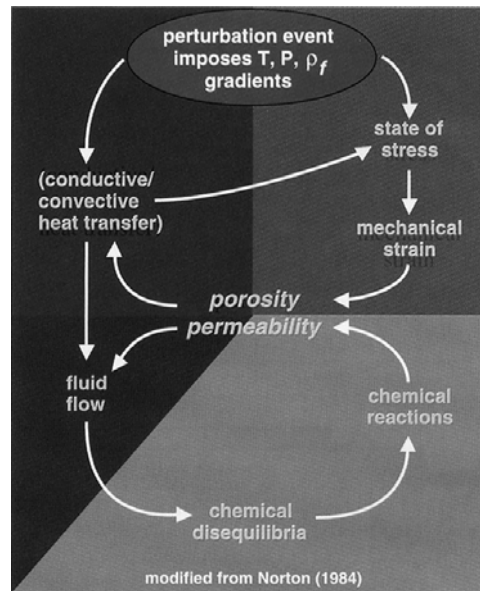 perturbation event
imposes T, P, ρf
gradients
state of
stress
(conductive/
convective
heat transfer)
mechanical
strain
porosity
permeability
fluid
flow
chemical
reactions
chemical
disequilibria
modified from Norton (1984)